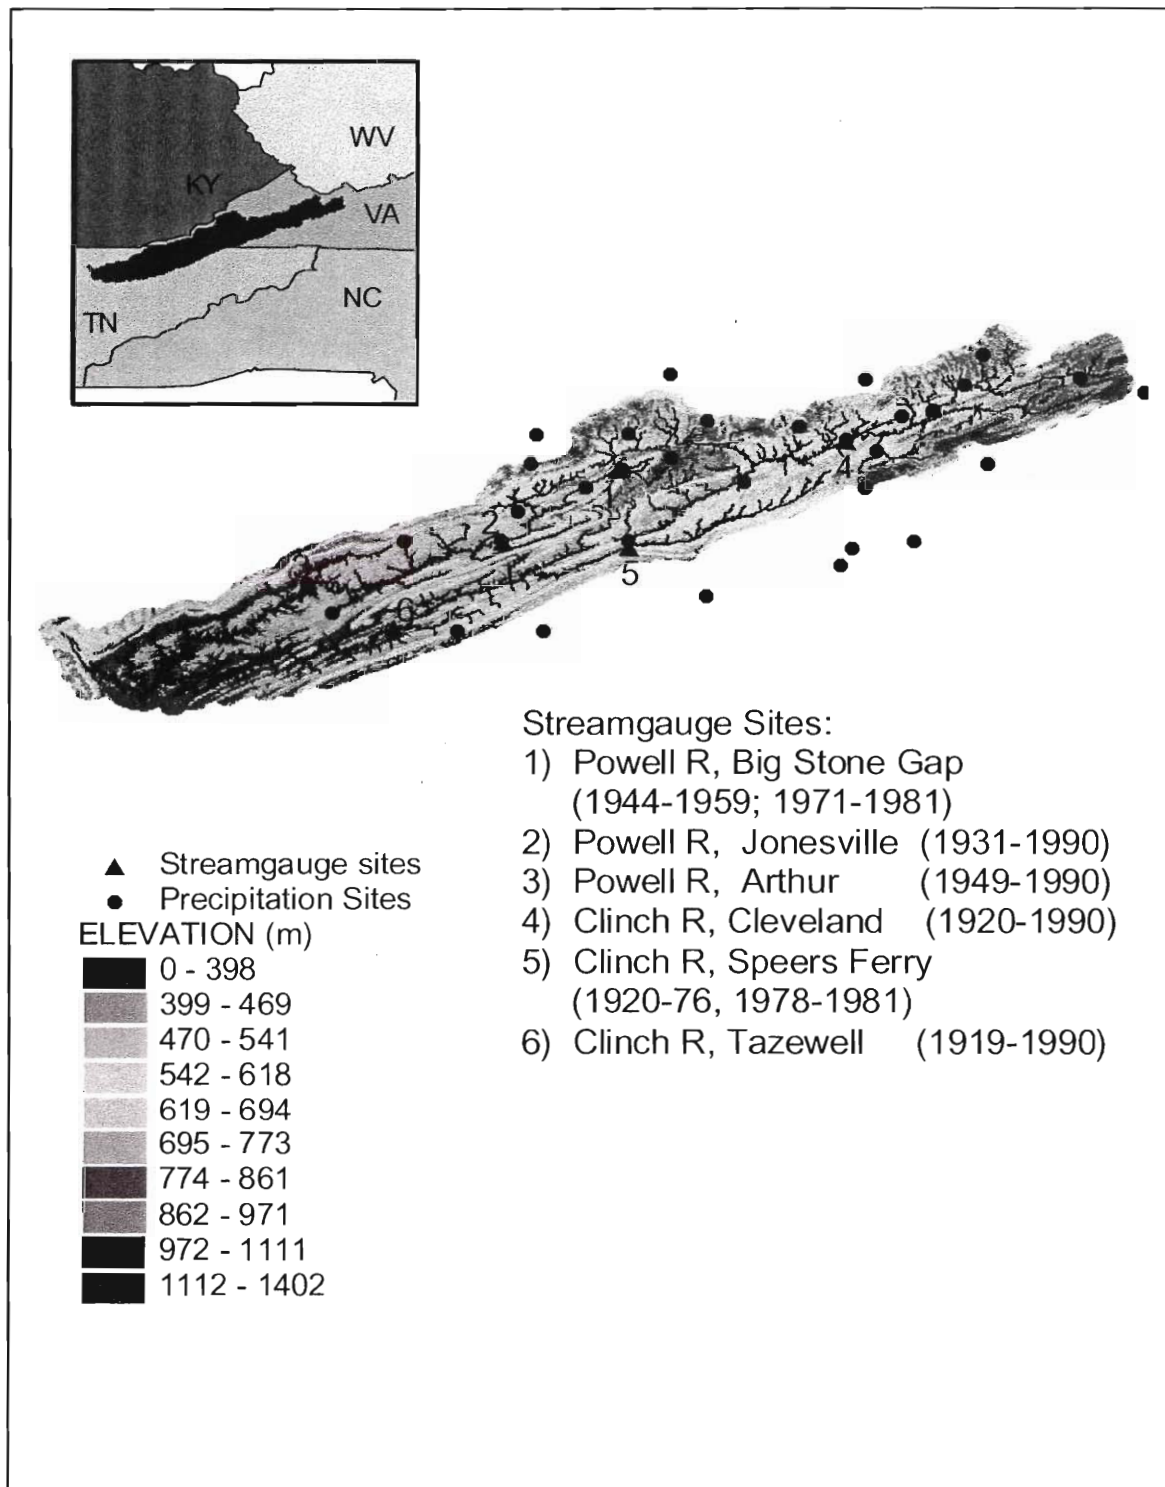 WV
KY
VA
NC
TN
4
1
2
5
6
Streamgauge Sites:
1) Powell R, Big Stone Gap
(1944-1959; 1971-1981)
2) Powell R, Jonesville (1931-1990)
3) Powell R, Arthur (1949-1990)
4) Clinch R, Cleveland (1920-1990)
5) Clinch R, Speers Ferry
(1920-76, 1978-1981)
6) Clinch R, Tazewell (1919-1990)
Streamgauge sites
Precipitation Sites
ELEVATION (m)
0 - 398
399 - 469
470 - 541
542 - 618
619 - 694
695 - 773
774 - 861
862 - 971
972 - 1111
1112 - 1402